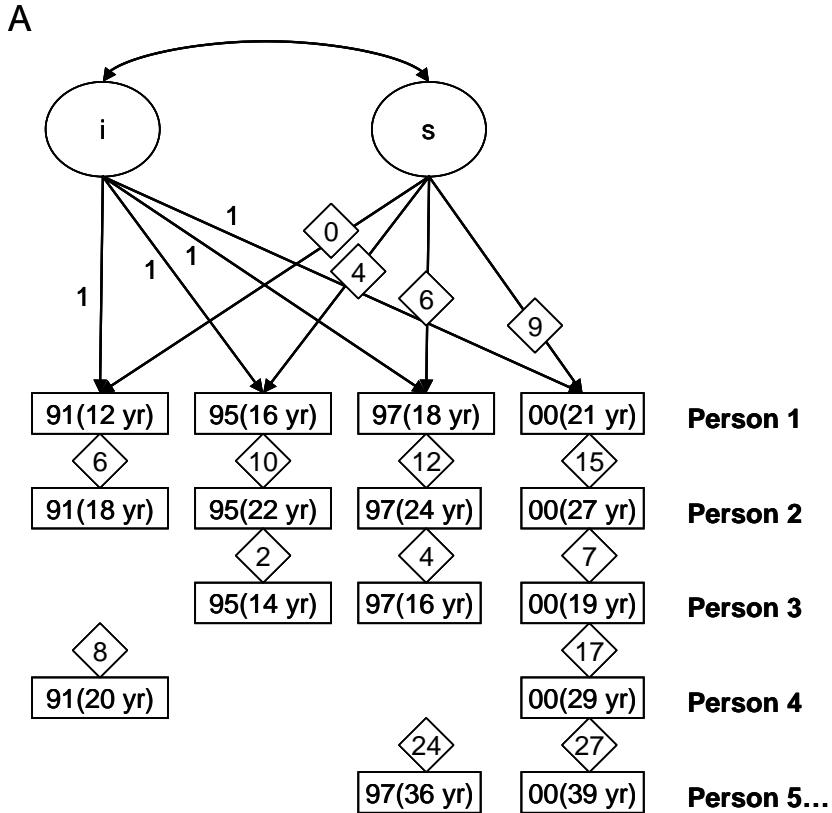 A
i s
1
0
1 1
4
1
6
9
91(12 yr) 95(16 yr) 97(18 yr) 00(21 yr) Person 1
6 10 12 15
91(18 yr) 95(22 yr) 97(24 yr) 00(27 yr) Person 2
2 4 7
95(14 yr) 97(16 yr) 00(19 yr) Person 3
8 17
91(20 yr) 00(29 yr) Person 4
24 27
97(36 yr) 00(39 yr) Person 5…